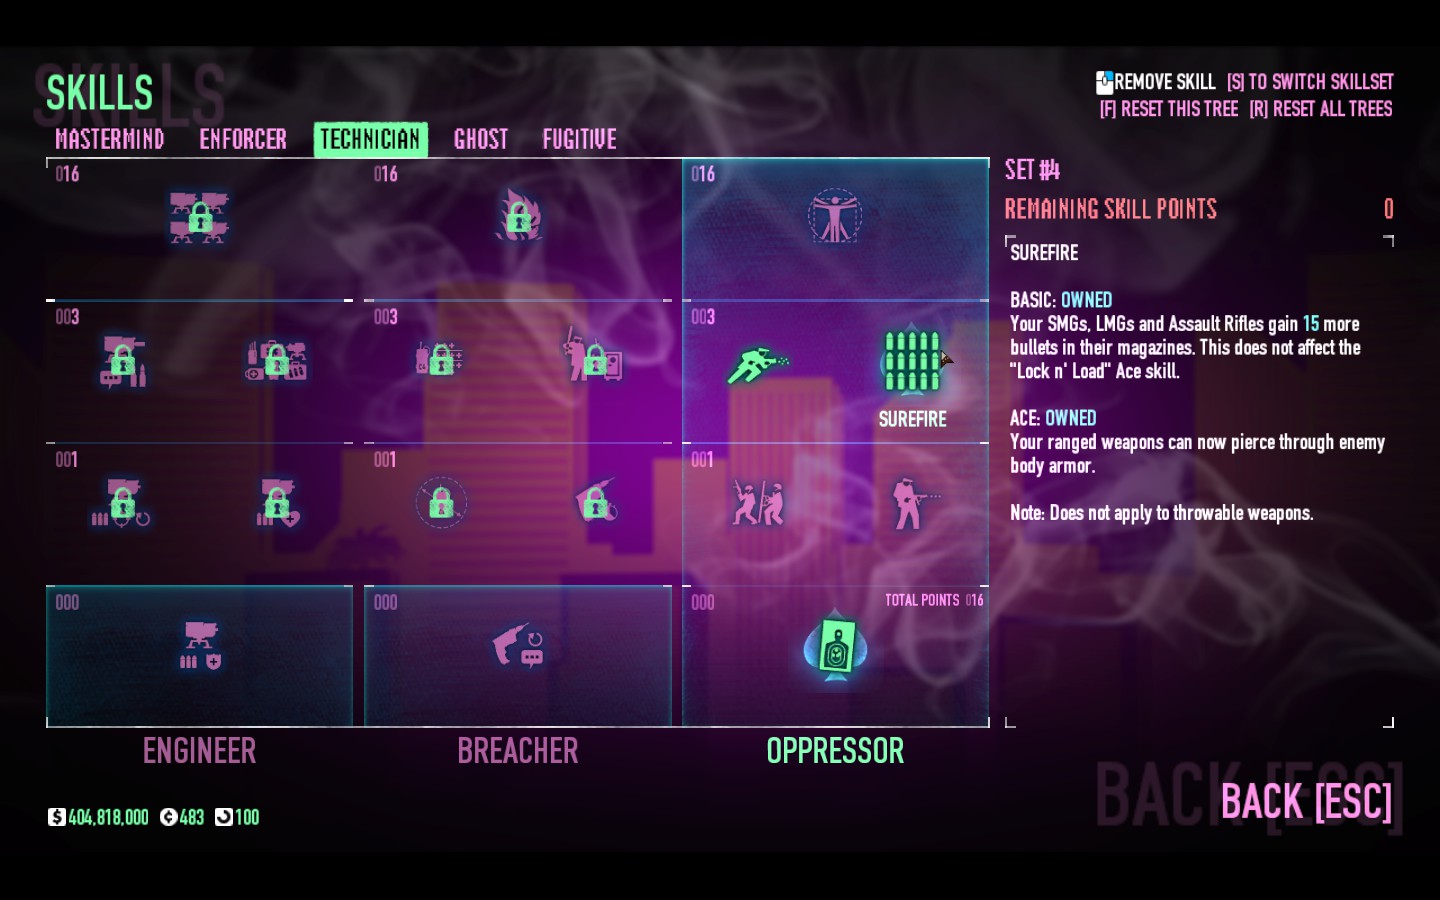 SKILLS
REMOVE SKILL [S] TO SWITCH SKILLSET
[F] RESET THIS TREE [R] RESET ALL TREES
MASTERMIND ENFORCER TECHNICIAN GHOST FUGITIVE
016 016 016
003 003 003
SUREFIRE
001 001 001
000 000 000 TOTAL POINTS 016
ENGINEER BREACHER OPPRESSOR
SET #4
REMAINING SKILL POINTS 0
SUREFIRE
BASIC: OWNED
Your SMGs, LMGs and Assault Rifles gain 15 more
bullets in their magazines. This does not affect the
"Lock n' Load" Ace skill.
ACE: OWNED
Your ranged weapons can now pierce through enemy
body armor.
Note: Does not apply to throwable weapons.
$ 404,818,000 483 100
BACK [ESC]